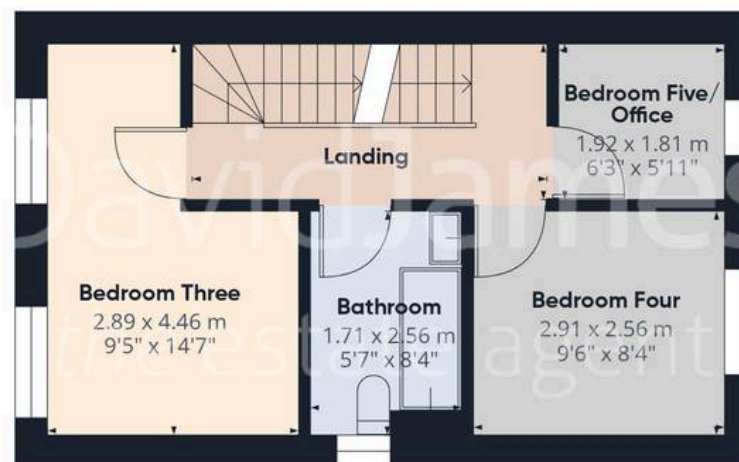 Bedroom Five/
Office
1.92 x 1.81 m
6'3" x 5'11"
Landing
DavidJames
the estate agent
Bedroom Three
2.89 x 4.46 m
9'5" x 14'7"
Bathroom
1.71 x 2.56 m
5'7" x 8'4"
Bedroom Four
2.91 x 2.56 m
9'6" x 8'4"